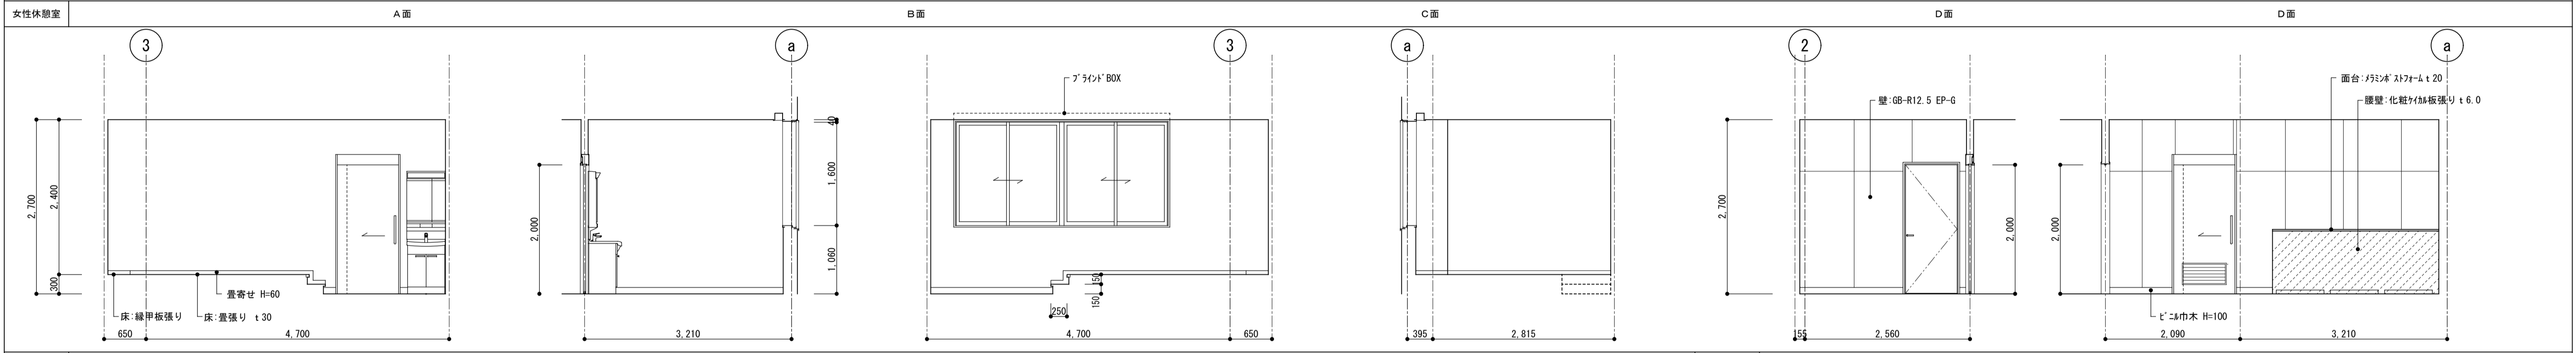 女性休憩室
A面
B面
C面
D面
D面
3
a
3
a
2
a
ﾌﾞﾗｲﾝﾄﾞBOX
面台:ﾒﾗﾐﾝﾎﾟｽﾄﾌｫｰﾑ t 20
腰壁:化粧ｹｲｶﾙ板張り t 6.0
壁:GB-R12.5 EP-G
2,700
2,400
300
2,000
40
1,600
1,060
150
150
250
2,700
2,000
2,000
畳寄せ H=60
床:縁甲板張り
床:畳張り t30
ﾋﾞﾆﾙ巾木 H=100
650
4,700
3,210
4,700
650
395
2,815
155
2,560
2,090
3,210